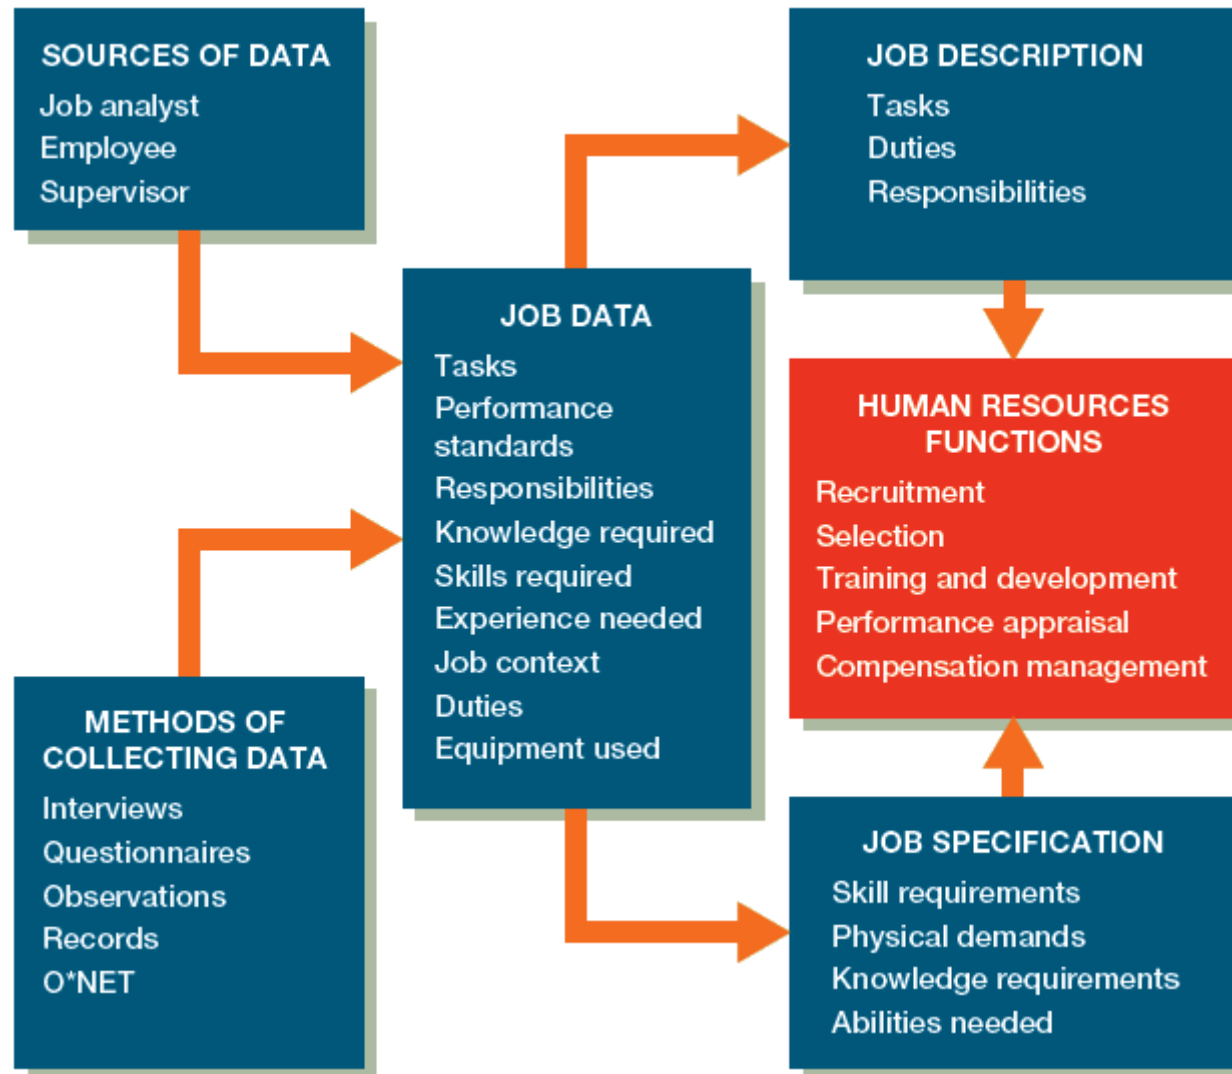 SOURCES OF DATA
Job analyst
Employee
Supervisor
METHODS OF
COLLECTING DATA
Interviews
Questionnaires
Observations
Records
O*NET
JOB DATA
Tasks
Performance
standards
Responsibilities
Knowledge required
Skills required
Experience needed
Job context
Duties
Equipment used
JOB DESCRIPTION
Tasks
Duties
Responsibilities
HUMAN RESOURCES
FUNCTIONS
Recruitment
Selection
Training and development
Performance appraisal
Compensation management
JOB SPECIFICATION
Skill requirements
Physical demands
Knowledge requirements
Abilities needed